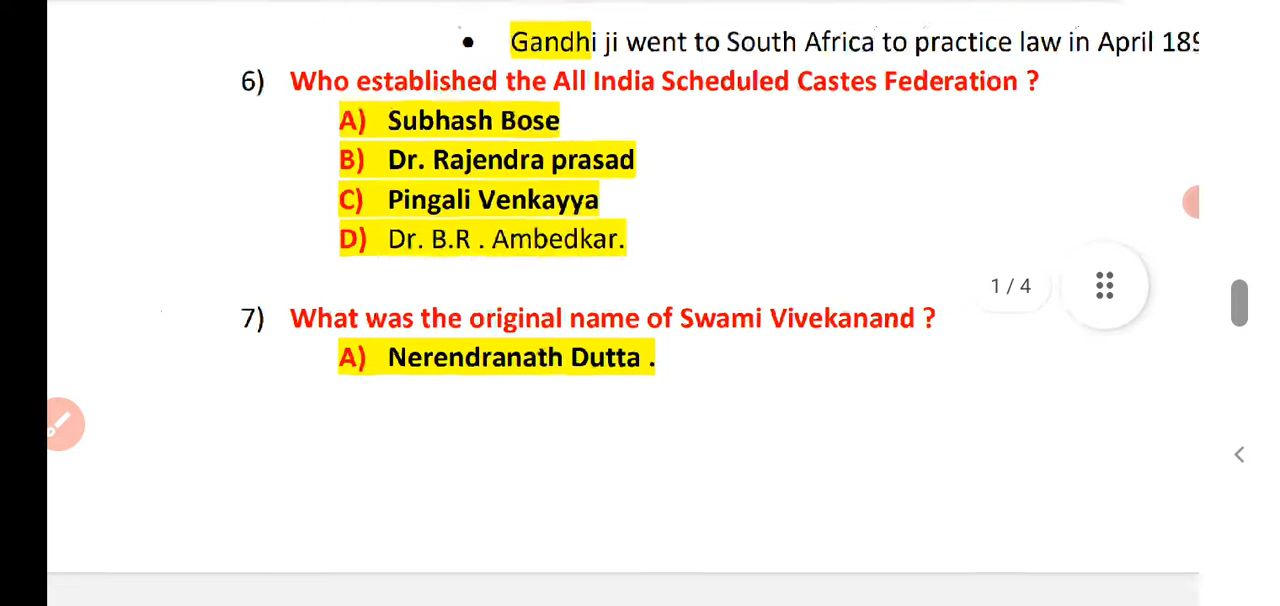 • Gandhi ji went to South Africa to practice law in April
6) Who established the All India Scheduled Castes Federation ?
A) Subhash Bose
B) Dr. Rajendra prasad
C) Pingali Venkayya
D) Dr. B.R . Ambedkar.
1 / 4
7) What was the original name of Swami Vivekanand ?
A) Nerendranath Dutta .